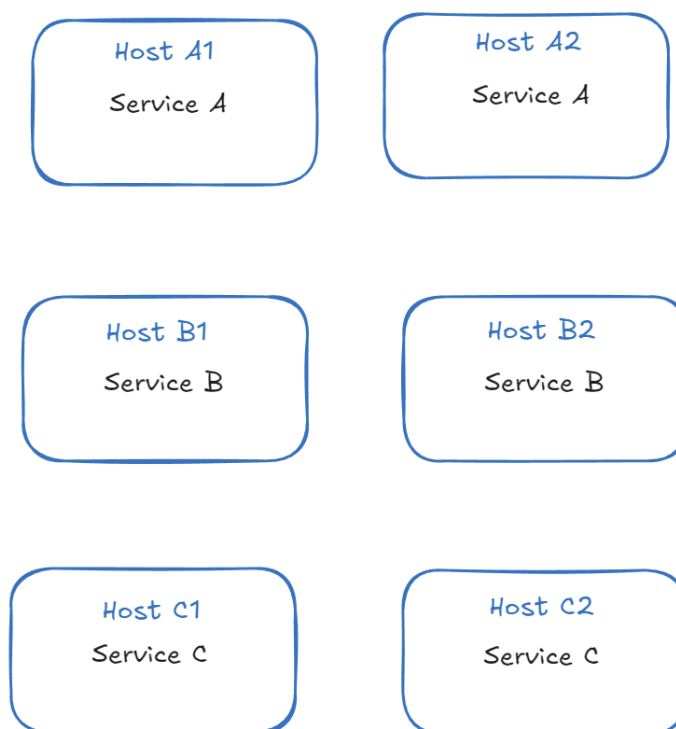 Host A1
Service A
Host A2
Service A
Host B1
Service B
Host B2
Service B
Host C1
Service C
Host C2
Service C